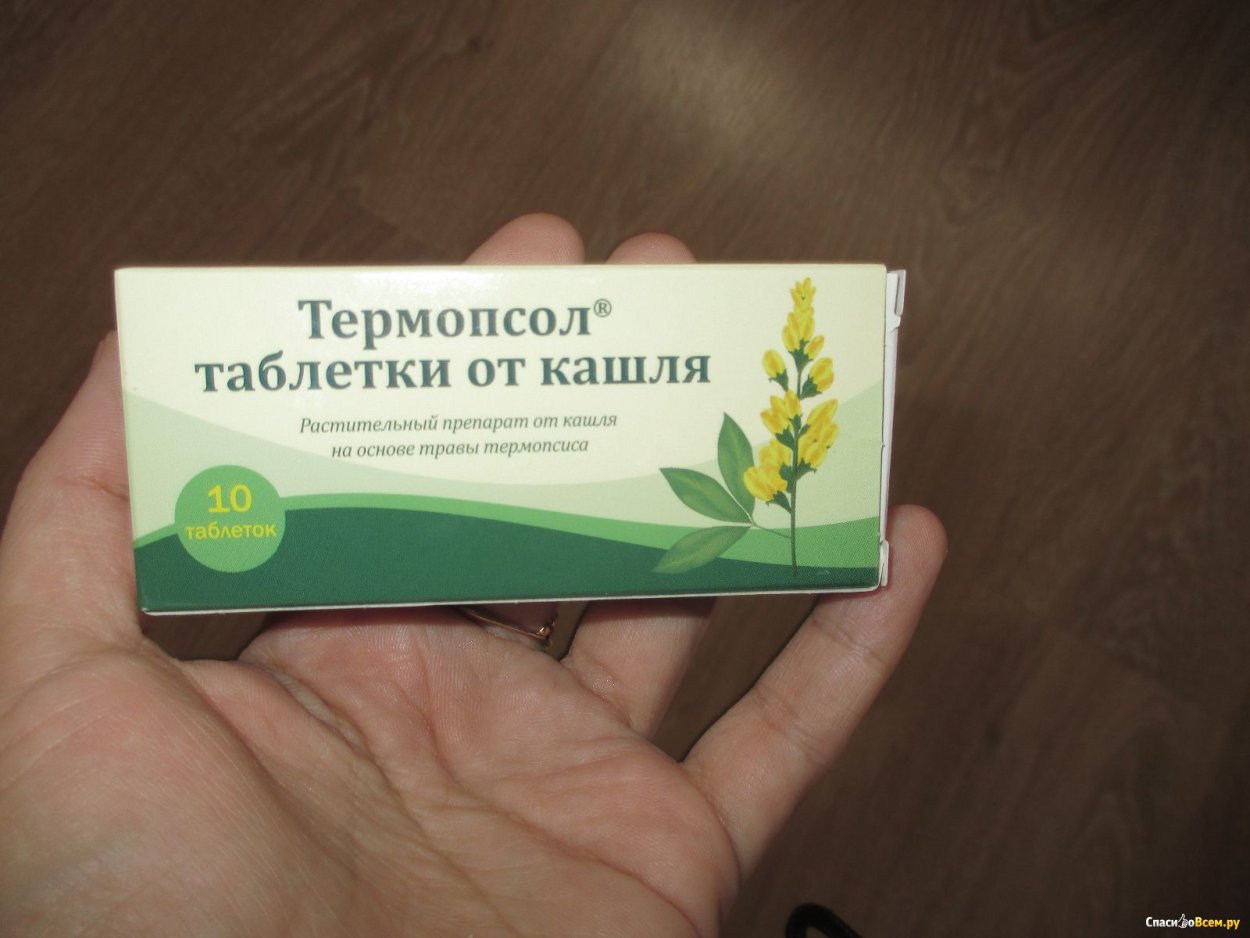 Термопсол®
таблетки от кашля
Растительный препарат от кашля
на основе травы термопсиса
10
таблеток
СпасибоВсем.ру